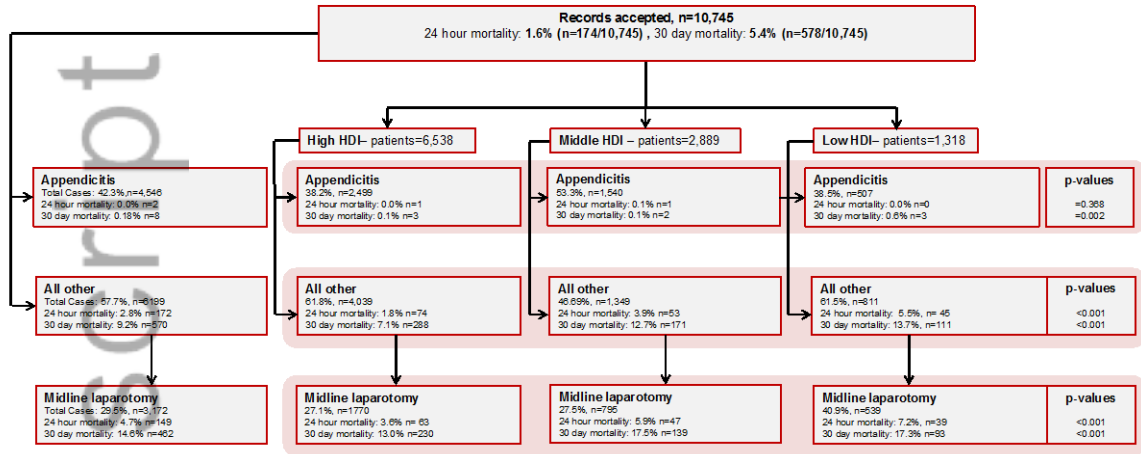 Records accepted, n=10,745
24 hour mortality: 1.6% (n=174/10,745) , 30 day mortality: 5.4% (n=578/10,745)
High HDI– patients=6,538
Middle HDI – patients=2,889
Low HDI– patients=1,318
Appendicitis
Total Cases: 42.3%,n=4,546
24 hour mortality: 0.0% n=2
30 day mortality: 0.18% n=8
Appendicitis
38.2%, n=2,499
24 hour mortality: 0.0% n=1
30 day mortality: 0.1% n=3
Appendicitis
53.3%, n=1,540
24 hour mortality: 0.1% n=1
30 day mortality: 0.1% n=2
Appendicitis
38.5%, n=507
24 hour mortality: 0.0% n=0
30 day mortality: 0.6% n=3
p-values
=0.368
=0.002
All other
Total Cases: 57.7%, n=6199
24 hour mortality: 2.8% n=172
30 day mortality: 9.2% n=570
All other
61.8%, n=4,039
24 hour mortality: 1.8% n=74
30 day mortality: 7.1% n=288
All other
46.69%, n=1,349
24 hour mortality: 3.9% n=53
30 day mortality: 12.7% n=171
All other
61.5%, n=811
24 hour mortality: 5.5%, n= 45
30 day mortality: 13.7%, n=111
p-values
<0.001
<0.001
Midline laparotomy
Total Cases: 29.5%, n=3,172
24 hour mortality: 4.7% n=149
30 day mortality: 14.6% n=462
Midline laparotomy
27.1%, n=1770
24 hour mortality: 3.6% n= 63
30 day mortality: 13.0% n=230
Midline laparotomy
27.5%, n=795
24 hour mortality: 5.9% n=47
30 day mortality: 17.5% n=139
Midline laparotomy
40.9%, n=539
24 hour mortality: 7.2%, n=39
30 day mortality: 17.3% n=93
p-values
<0.001
<0.001
script